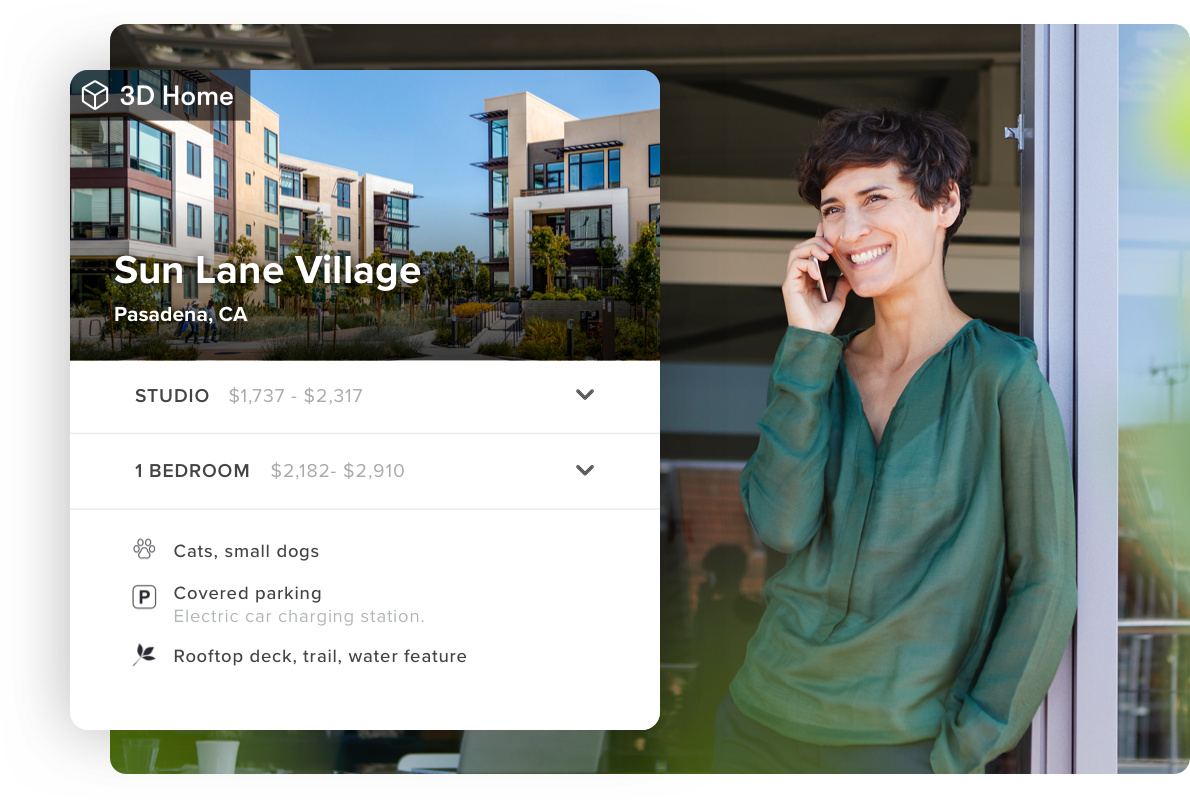 3D Home
Sun Lane Village
Pasadena, CA
STUDIO $1,737 - $2,317
1 BEDROOM $2,182- $2,910
Cats, small dogs
P
Covered parking
Electric car charging station.
Rooftop deck, trail, water feature